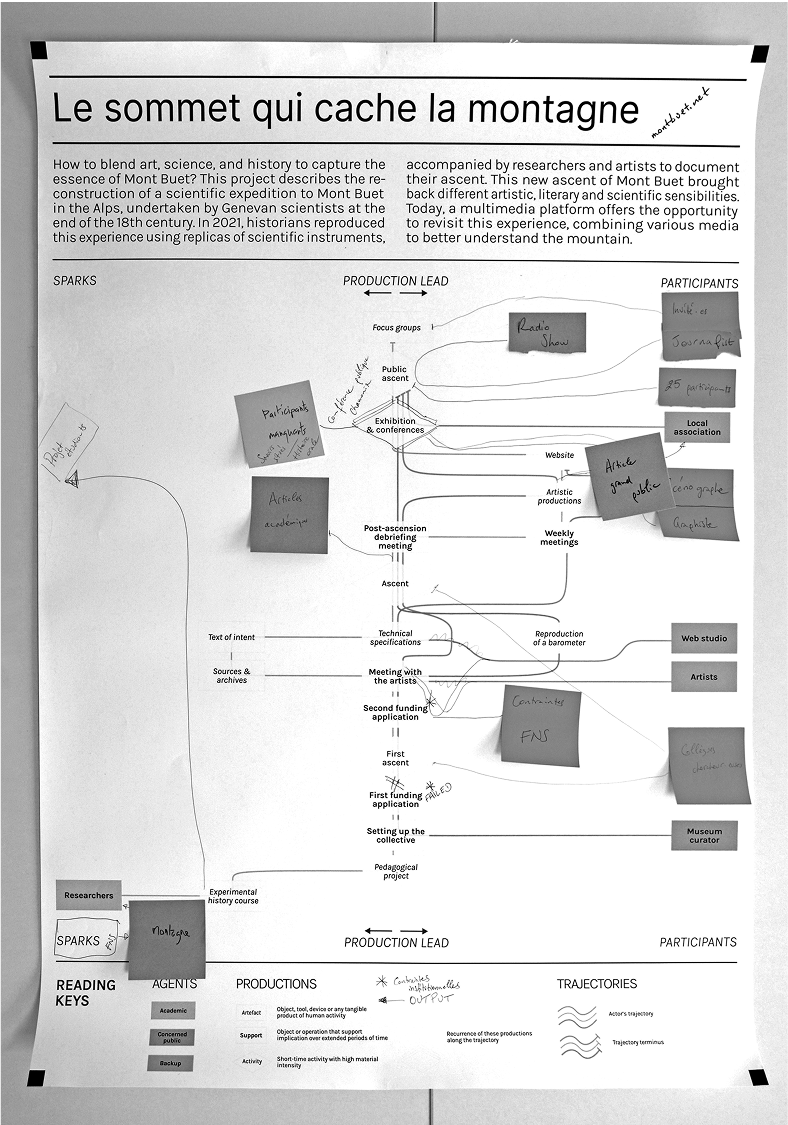 Le sommet qui cache la montagne
montbuet.net
How to blend art, science, and history to capture the
essence of Mont Buet? This project describes the re-
construction of a scientific expedition to Mont Buet
in the Alps, undertaken by Genevan scientists at the
end of the 18th century. In 2021, historians reproduced
this experience using replicas of scientific instruments,
accompanied by researchers and artists to document
their ascent. This new ascent of Mont Buet brought
back different artistic, literary and scientific sensibilities.
Today, a multimedia platform offers the opportunity
to revisit this experience, combining various media
to better understand the mountain.
SPARKS
PRODUCTION LEAD
PARTICIPANTS
Focus groups
Radio
Show
Invité·es
Journalist
Public
ascent
conférence publique
chamonix
25 participants
Participants
manquants
Exhibition
& conferences
Local
association
Projet
étudiants
Website
Article
grand
public
Articles
académique
Artistic
productions
scénographe
Graphiste
Post-ascension
debriefing
meeting
Weekly
meetings
Ascent
Text of intent
Technical
specifications
Reproduction
of a barometer
Web studio
Sources &
archives
Meeting with
the artists
Artists
Second funding
application
Contraintes
FNS
First
ascent
First funding
application
FAILED
Setting up the
collective
Museum
curator
Pedagogical
project
Researchers
Experimental
history course
SPARKS
FNS
Montagne
PRODUCTION LEAD
PARTICIPANTS
READING
KEYS
AGENTS
Academic
Concerned
public
Backup
PRODUCTIONS
Artefact
Object, tool, device or any tangible
product of human activity
Support
Object or operation that support
implication over extended periods of time
Activity
Short-time activity with high material
intensity
Contraintes
institutionnelles
OUTPUT
Recurrence of these productions
along the trajectory
TRAJECTORIES
Actor's trajectory
Trajectory terminus